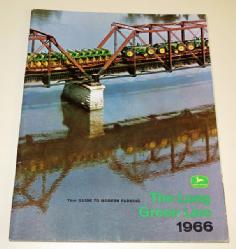 Your GUIDE TO MODERN FARMING
The Long
Green Line
1966